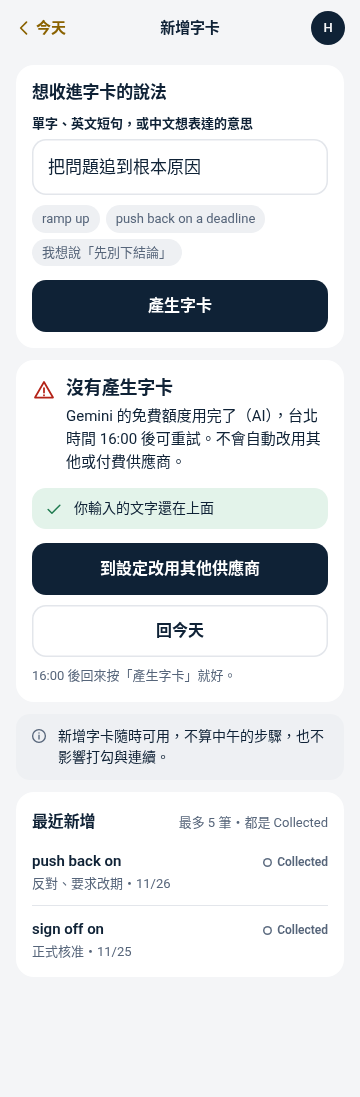 今天
新增字卡
H
想收進字卡的說法
單字、英文短句，或中文想表達的意思
把問題追到根本原因
ramp up
push back on a deadline
我想說「先別下結論」
產生字卡
沒有產生字卡
Gemini 的免費額度用完了（AI），台北
時間 16:00 後可重試。不會自動改用其
他或付費供應商。
你輸入的文字還在上面
到設定改用其他供應商
回今天
16:00 後回來按「產生字卡」就好。
新增字卡隨時可用，不算中午的步驟，也不
影響打勾與連續。
最近新增
最多 5 筆・都是 Collected
push back on
Collected
反對、要求改期・11/26
sign off on
Collected
正式核准・11/25